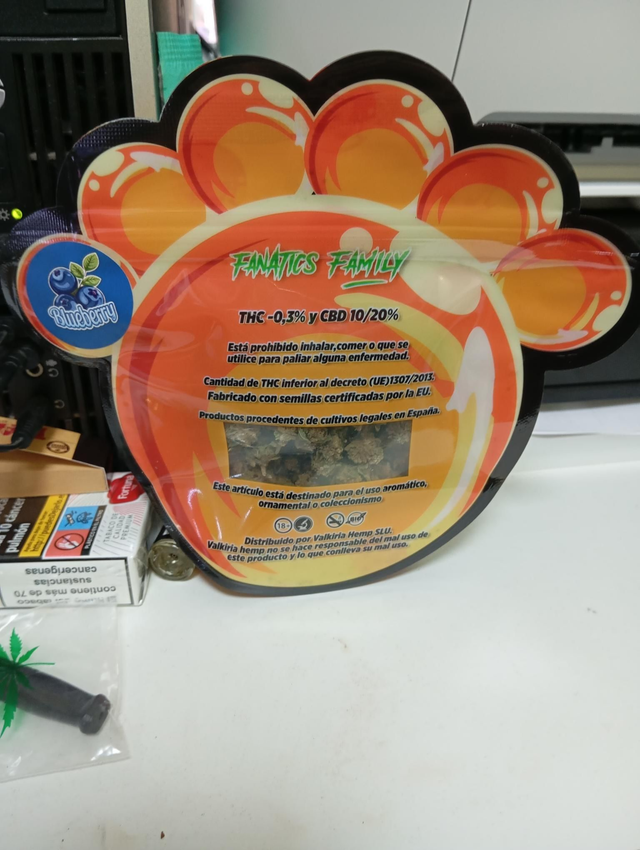 FANATICS FAMILY
Blueberry
THC -0,3% y CBD 10/20%
Está prohibido inhalar,comer o que se
utilice para paliar alguna enfermedad.
Cantidad de THC inferior al decreto (UE)1307/2013.
Fabricado con semillas certificadas por la EU.
Productos procedentes de cultivos legales en España.
Este artículo está destinado para el uso aromático,
ornamental o coleccionismo.
18+
BIO
Distribuido por Valkiria Hemp SLU.
Valkiria hemp no se hace responsable del mal uso de
este producto y lo que conlleva su mal uso.
pulmón
contiene más de 70
sustancias
cancerígenas